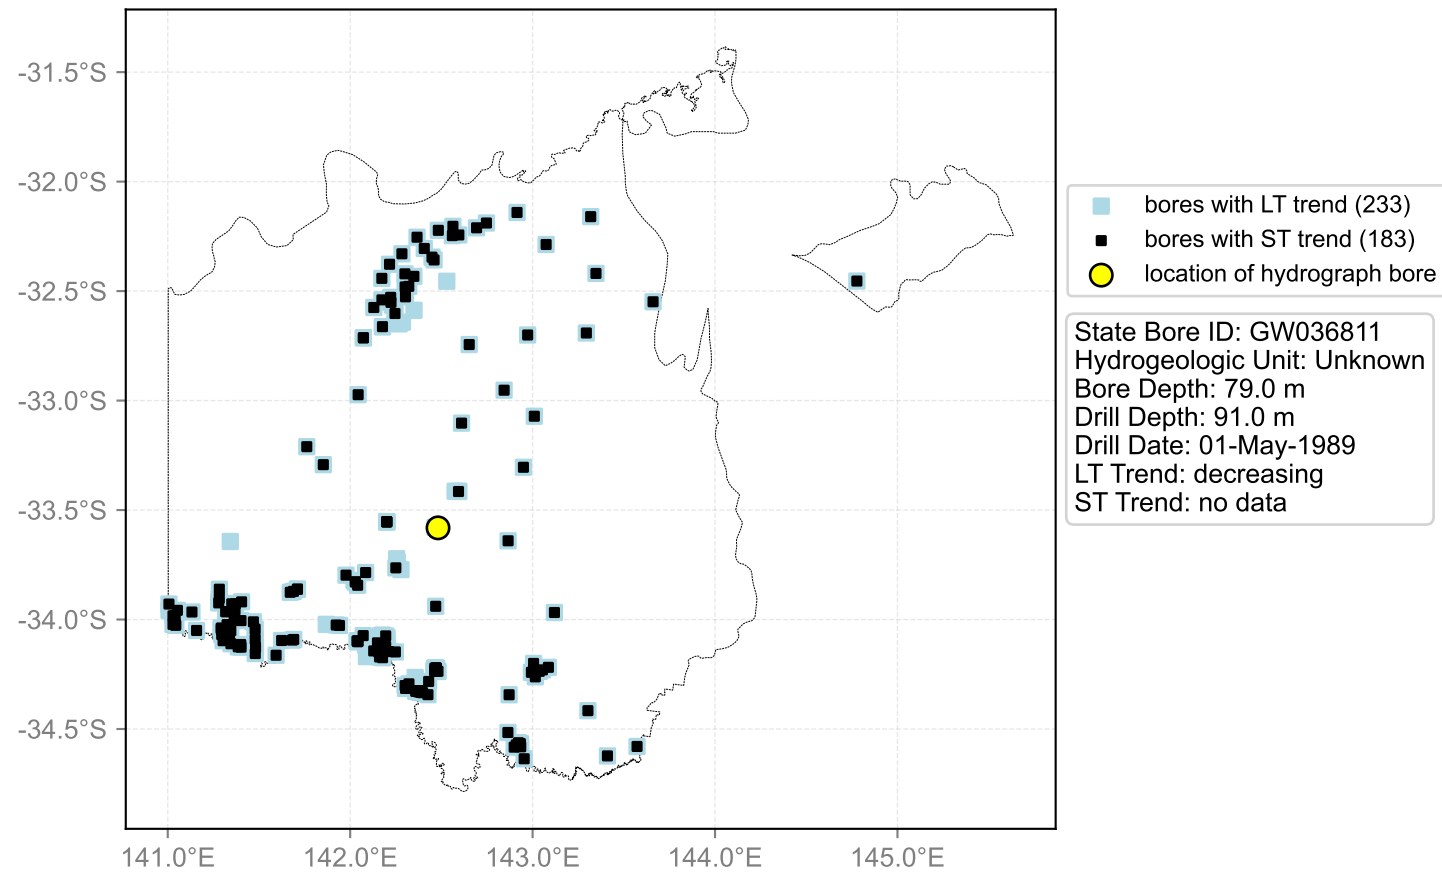 -31.5°S
-32.0°S
-32.5°S
-33.0°S
-33.5°S
-34.0°S
-34.5°S
141.0°E 142.0°E 143.0°E 144.0°E 145.0°E
bores with LT trend (233)
bores with ST trend (183)
location of hydrograph bore
State Bore ID: GW036811
Hydrogeologic Unit: Unknown
Bore Depth: 79.0 m
Drill Depth: 91.0 m
Drill Date: 01-May-1989
LT Trend: decreasing
ST Trend: no data